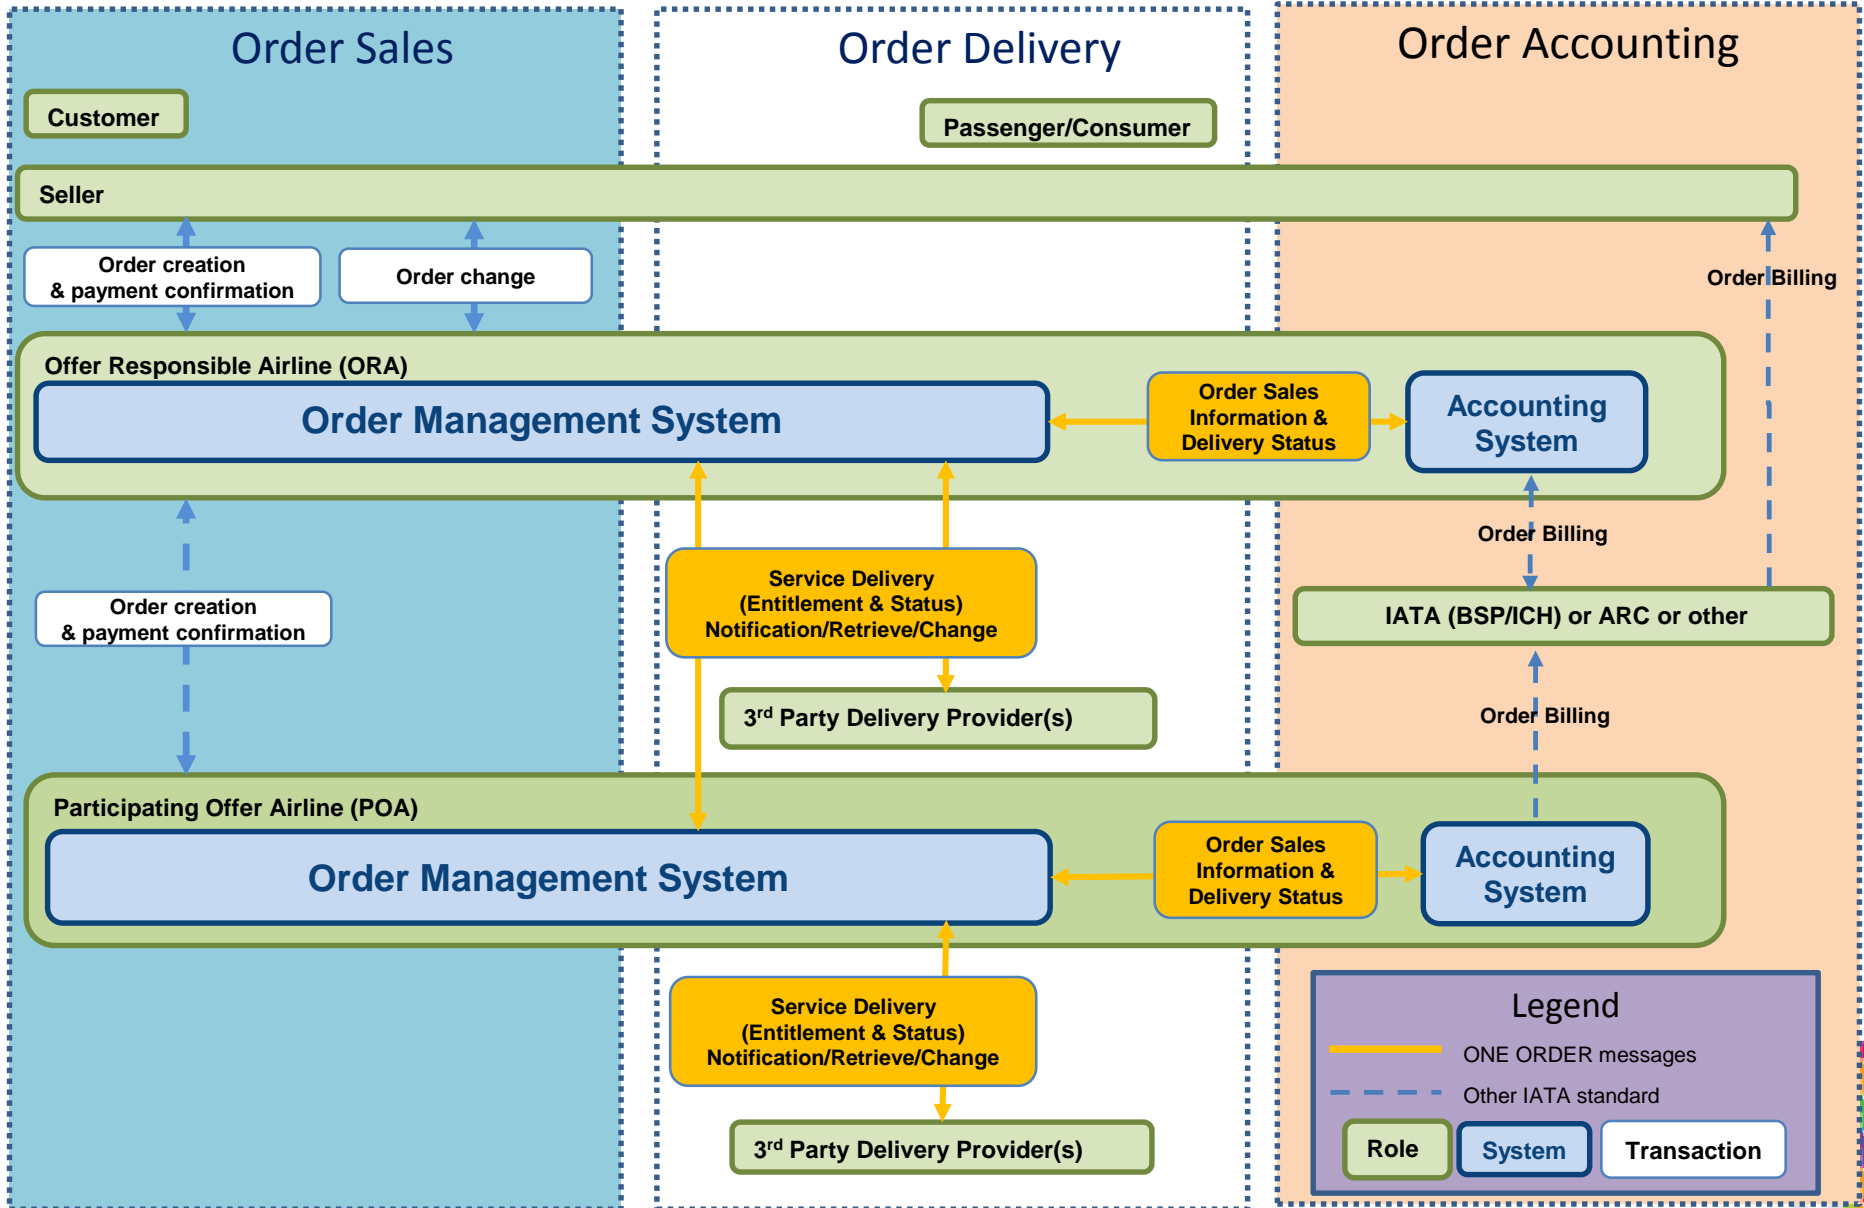 Order Sales
Order Delivery
Order Accounting
Customer
Passenger/Consumer
Seller
Order creation
& payment confirmation
Order change
Order Billing
Offer Responsible Airline (ORA)
Order Management System
Order Sales
Information &
Delivery Status
Accounting
System
Order Billing
Order creation
& payment confirmation
Service Delivery
(Entitlement & Status)
Notification/Retrieve/Change
IATA (BSP/ICH) or ARC or other
3rd Party Delivery Provider(s)
Order Billing
Participating Offer Airline (POA)
Order Management System
Order Sales
Information &
Delivery Status
Accounting
System
Service Delivery
(Entitlement & Status)
Notification/Retrieve/Change
3rd Party Delivery Provider(s)
Legend
ONE ORDER messages
Other IATA standard
Role
System
Transaction